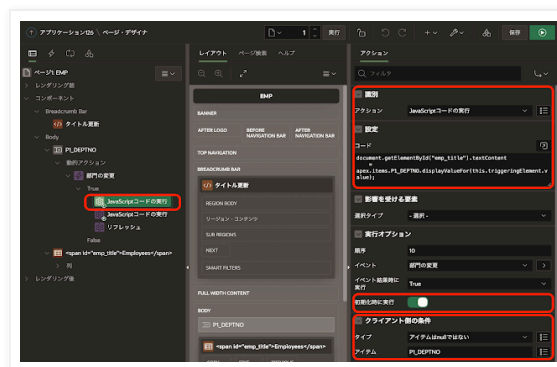 アプリケーション126 \ ページ・デザイナ
1
実行
保存
ページ1: EMP
レンダリング前
コンポーネント
Breadcrumb Bar
タイトル更新
Body
P1_DEPTNO
動的アクション
部門の変更
True
JavaScriptコードの実行
JavaScriptコードの実行
リフレッシュ
False
<span id="emp_title">Employees</span>
列
レンダリング後
レイアウト ページ検索 ヘルプ
EMP
BANNER
AFTER LOGO
BEFORE NAVIGATION BAR
AFTER NAVIGATION BAR
TOP NAVIGATION
BREADCRUMB BAR
タイトル更新
REGION BODY
リージョン・コンテンツ
SUB REGIONS
NEXT
SMART FILTERS
FULL WIDTH CONTENT
BODY
P1_DEPTNO
<span id="emp_title">Employees</span>
アクション
フィルタ
識別
アクション JavaScriptコードの実行
設定
コード
document.getElementById("emp_title").textContent
=
apex.items.P1_DEPTNO.displayValueFor(this.triggeringElement.v
alue);
影響を受ける要素
選択タイプ - 選択 -
実行オプション
順序 10
イベント 部門の変更
イベント結果時に実行 True
初期化時に実行
クライアント側の条件
タイプ アイテムはnullではない
アイテム P1_DEPTNO